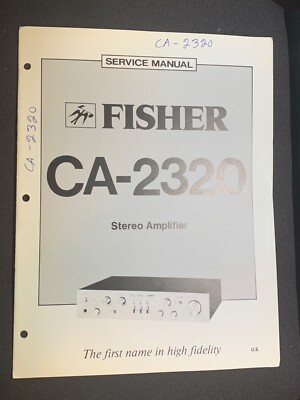 CA-2320
SERVICE MANUAL
FISHER
CA-2320
CA-2320
Stereo Amplifier
The first name in high fidelity
U.S.